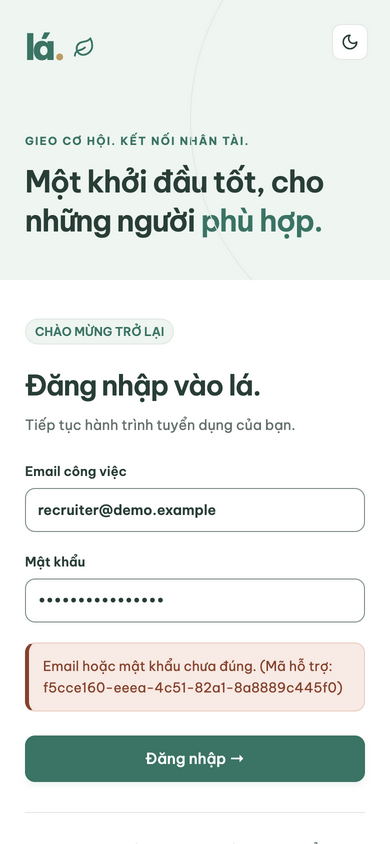 lá.
GIEO CƠ HỘI. KẾT NỐI NHÂN TÀI.
Một khởi đầu tốt, cho
những người phù hợp.
CHÀO MỪNG TRỞ LẠI
Đăng nhập vào lá.
Tiếp tục hành trình tuyển dụng của bạn.
Email công việc
recruiter@demo.example
Mật khẩu
••••••••••••••••
Email hoặc mật khẩu chưa đúng. (Mã hỗ trợ:
f5cce160-eeea-4c51-82a1-8a8889c445f0)
Đăng nhập →